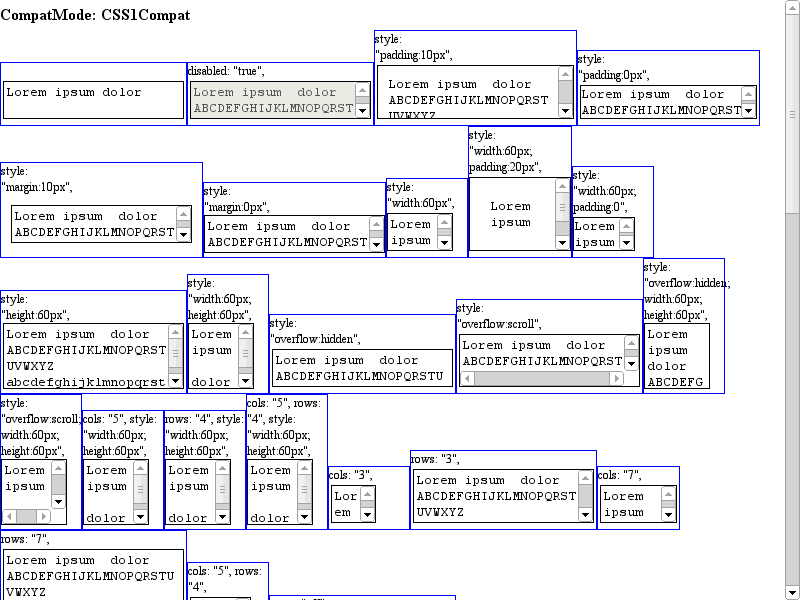 CompatMode: CSS1Compat
Lorem ipsum dolor
disabled: "true",
Lorem ipsum  dolor
ABCDEFGHIJKLMNOPQRST
style:
"padding:10px",
Lorem ipsum  dolor
ABCDEFGHIJKLMNOPQRST
UVWXYZ
style:
"padding:0px",
Lorem ipsum  dolor
ABCDEFGHIJKLMNOPQRST
style:
"margin:10px",
Lorem ipsum  dolor
ABCDEFGHIJKLMNOPQRST
style:
"margin:0px",
Lorem ipsum  dolor
ABCDEFGHIJKLMNOPQRST
style:
"width:60px",
Lorem
ipsum
style:
"width:60px;
padding:20px",
Lorem
ipsum
style:
"width:60px;
padding:0",
Lorem
ipsum
style:
"height:60px",
Lorem ipsum  dolor
ABCDEFGHIJKLMNOPQRST
UVWXYZ
abcdefghijklmnopqrst
style:
"width:60px;
height:60px",
Lorem
ipsum
dolor
style:
"overflow:hidden",
Lorem ipsum  dolor
ABCDEFGHIJKLMNOPQRSTU
style:
"overflow:scroll",
Lorem ipsum  dolor
ABCDEFGHIJKLMNOPQRST
style:
"overflow:hidden;
width:60px;
height:60px",
Lorem
ipsum
dolor
ABCDEFG
style:
"overflow:scroll;
width:60px;
height:60px",
Lorem
ipsum
cols: "5", style:
"width:60px;
height:60px",
Lorem
ipsum
dolor
rows: "4", style:
"width:60px;
height:60px",
Lorem
ipsum
dolor
cols: "5", rows:
"4", style:
"width:60px;
height:60px",
Lorem
ipsum
dolor
cols: "3",
Lor
em
rows: "3",
Lorem ipsum  dolor
ABCDEFGHIJKLMNOPQRST
UVWXYZ
cols: "7",
Lorem
ipsum
rows: "7",
Lorem ipsum  dolor
ABCDEFGHIJKLMNOPQRSTU
VWXYZ
cols: "5", rows:
"4",